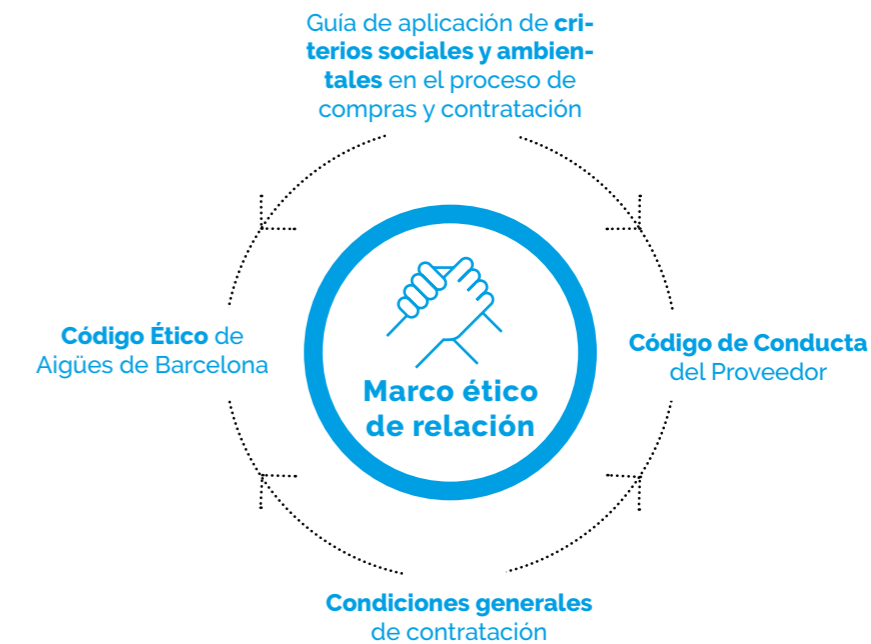 Guía de aplicación de cri-
terios sociales y ambien-
tales en el proceso de
compras y contratación
Código Ético de
Aigües de Barcelona
Marco ético
de relación
Código de Conducta
del Proveedor
Condiciones generales
de contratación